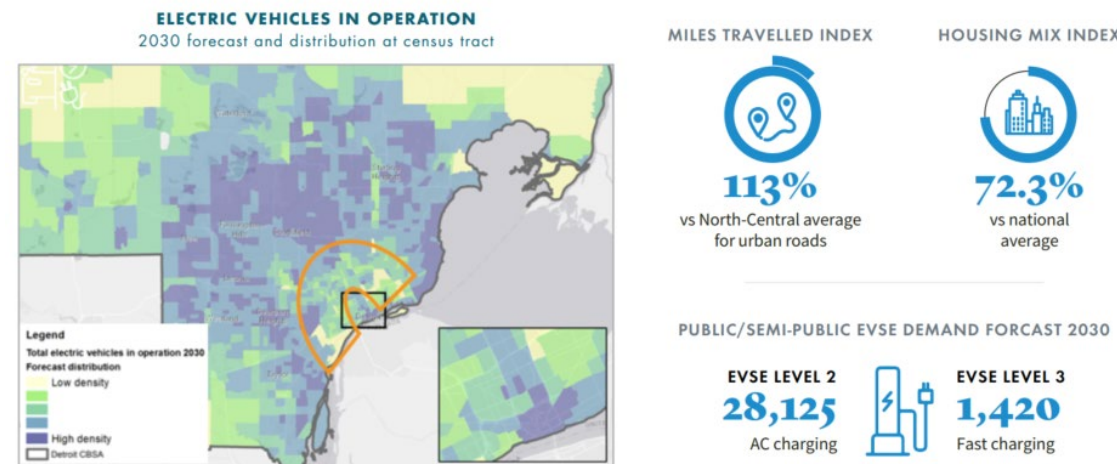 ELECTRIC VEHICLES IN OPERATION
2030 forecast and distribution at census tract
Legend
Total electric vehicles in operation 2030
Forecast distribution
Low density
High density
Detroit CBSA
MILES TRAVELLED INDEX
113%
vs North-Central average
for urban roads
HOUSING MIX INDEX
72.3%
vs national
average
PUBLIC/SEMI-PUBLIC EVSE DEMAND FORCAST 2030
EVSE LEVEL 2
28,125
AC charging
EVSE LEVEL 3
1,420
Fast charging